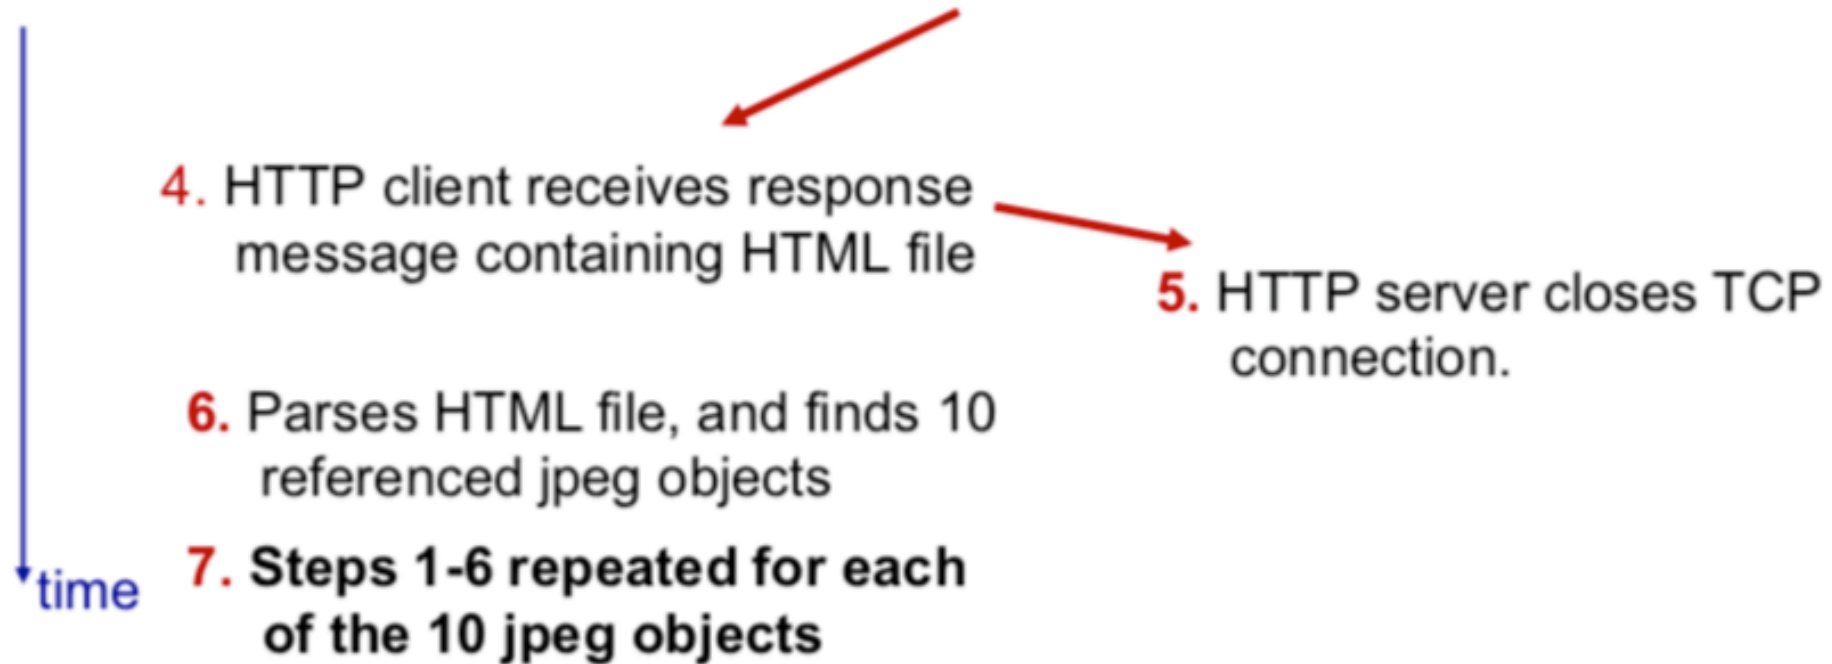 4. HTTP client receives response
message containing HTML file
5. HTTP server closes TCP
connection.
6. Parses HTML file, and finds 10
referenced jpeg objects
7. Steps 1-6 repeated for each
of the 10 jpeg objects
time